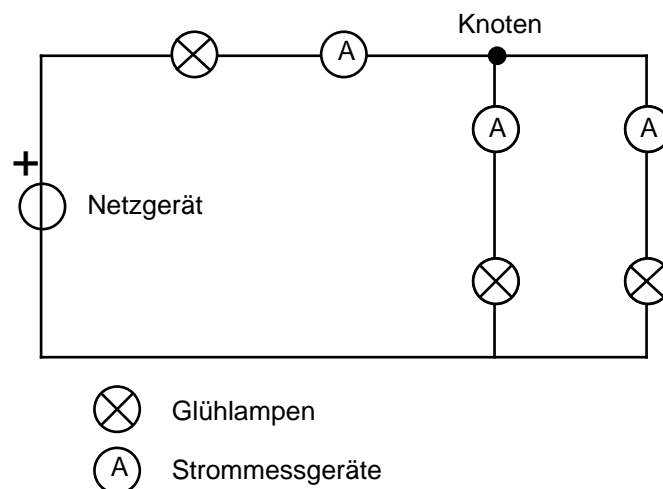 Knoten
A
A
A
+
Netzgerät
Glühlampen
A
Strommessgeräte